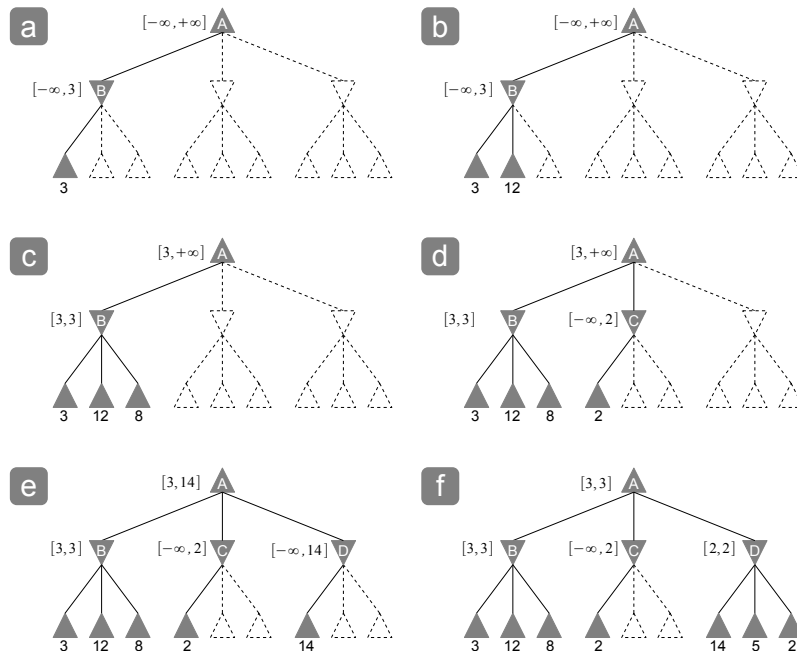 a
[−∞, +∞] A
[−∞, 3] B
3
b
[−∞, +∞] A
[−∞, 3] B
3 12
c
[3, +∞] A
[3, 3] B
3 12 8
d
[3, +∞] A
[3, 3] B [−∞, 2] C
3 12 8 2
e
[3, 14] A
[3, 3] B [−∞, 2] C [−∞, 14] D
3 12 8 2 14
f
[3, 3] A
[3, 3] B [−∞, 2] C [2, 2] D
3 12 8 2 14 5 2